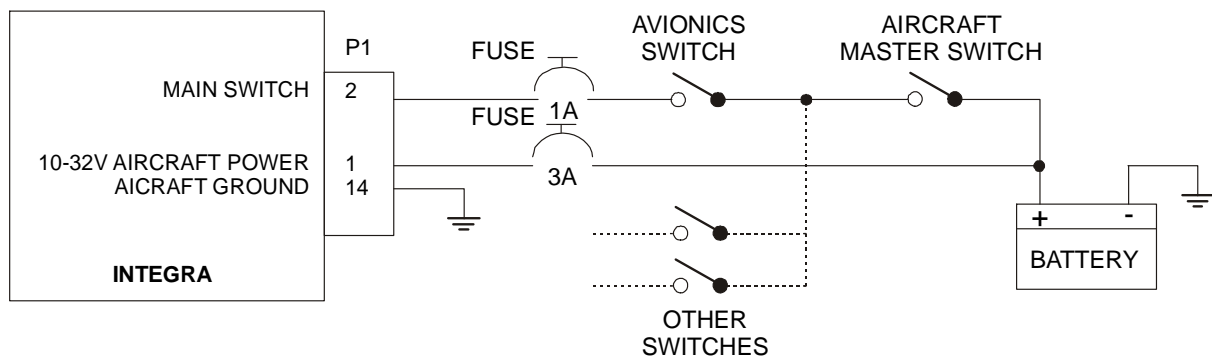 P1
MAIN SWITCH
2
10-32V AIRCRAFT POWER
1
AICRAFT GROUND
14
INTEGRA
FUSE
1A
FUSE
3A
AVIONICS
SWITCH
AIRCRAFT
MASTER SWITCH
OTHER
SWITCHES
+
-
BATTERY